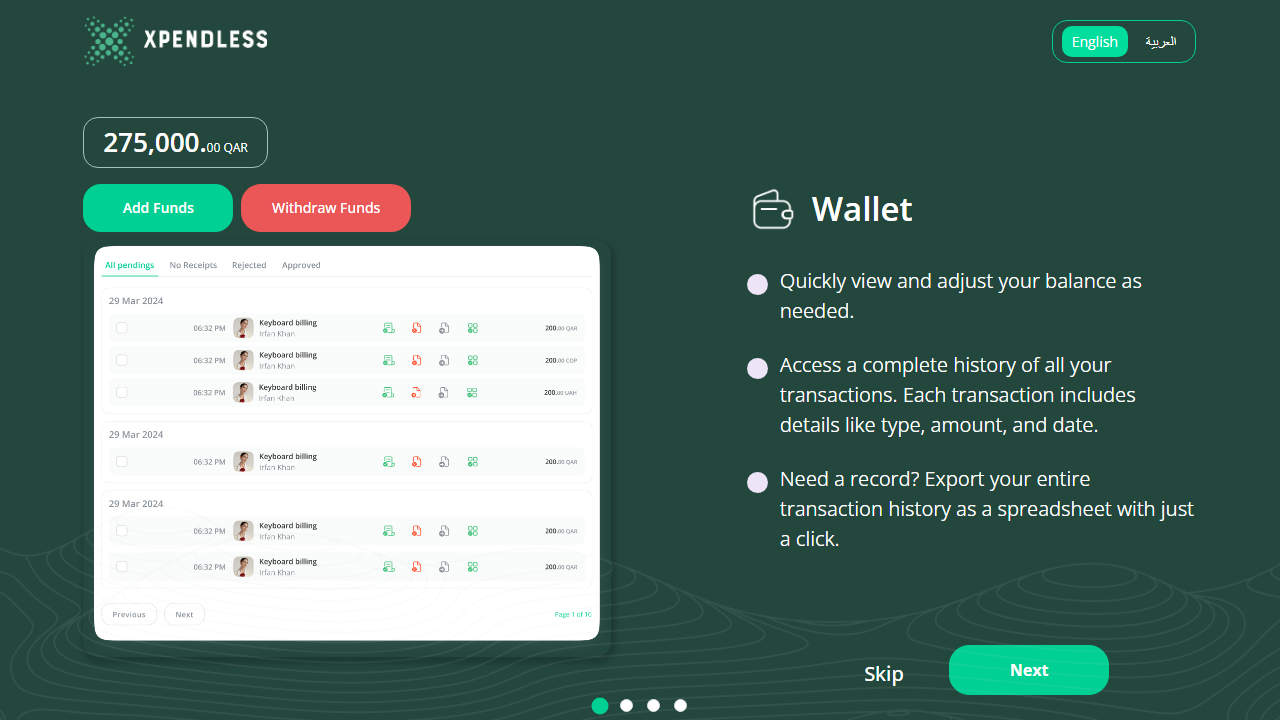 XPENDLESS
English
العربية
275,000.00 QAR
Add Funds
Withdraw Funds
All pendings
No Receipts
Rejected
Approved
29 Mar 2024
06:32 PM
Keyboard billing
Irfan Khan
200.00 QAR
06:32 PM
Keyboard billing
Irfan Khan
200.00 COP
06:32 PM
Keyboard billing
Irfan Khan
200.00 UAH
29 Mar 2024
06:32 PM
Keyboard billing
Irfan Khan
200.00 QAR
29 Mar 2024
06:32 PM
Keyboard billing
Irfan Khan
200.00 QAR
06:32 PM
Keyboard billing
Irfan Khan
200.00 QAR
Previous
Next
Page 1 of 10
Wallet
Quickly view and adjust your balance as
needed.
Access a complete history of all your
transactions. Each transaction includes
details like type, amount, and date.
Need a record? Export your entire
transaction history as a spreadsheet with just
a click.
Skip
Next